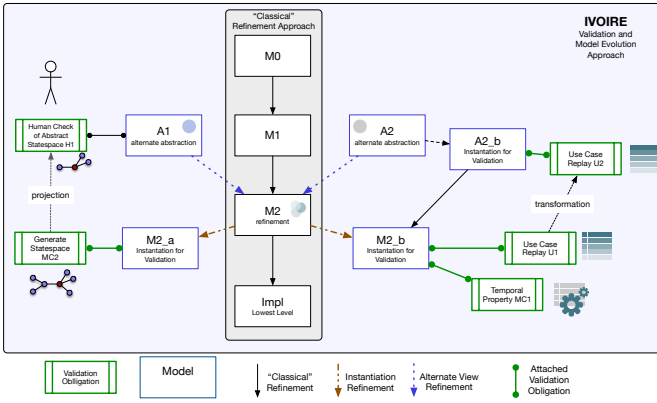 “Classical”
Refinement Approach
IVOIRE
Validation and
Model Evolution
Approach
M0
Human Check
of Abstract
Statespace H1
A1
alternate abstraction
M1
A2
alternate abstraction
A2_b
Instantation for
Validation
Use Case
Replay U2
projection
transformation
M2
refinement
Generate
Statespace
MC2
M2_a
Instantation for
Validation
M2_b
Instantation for
Validation
Use Case
Replay U1
Temporal
Property MC1
Impl
Lowest Level
Validation
Obligation
Model
“Classical”
Refinement
Instantiation
Refinement
Alternate View
Refinement
Attached
Validation
Obligation